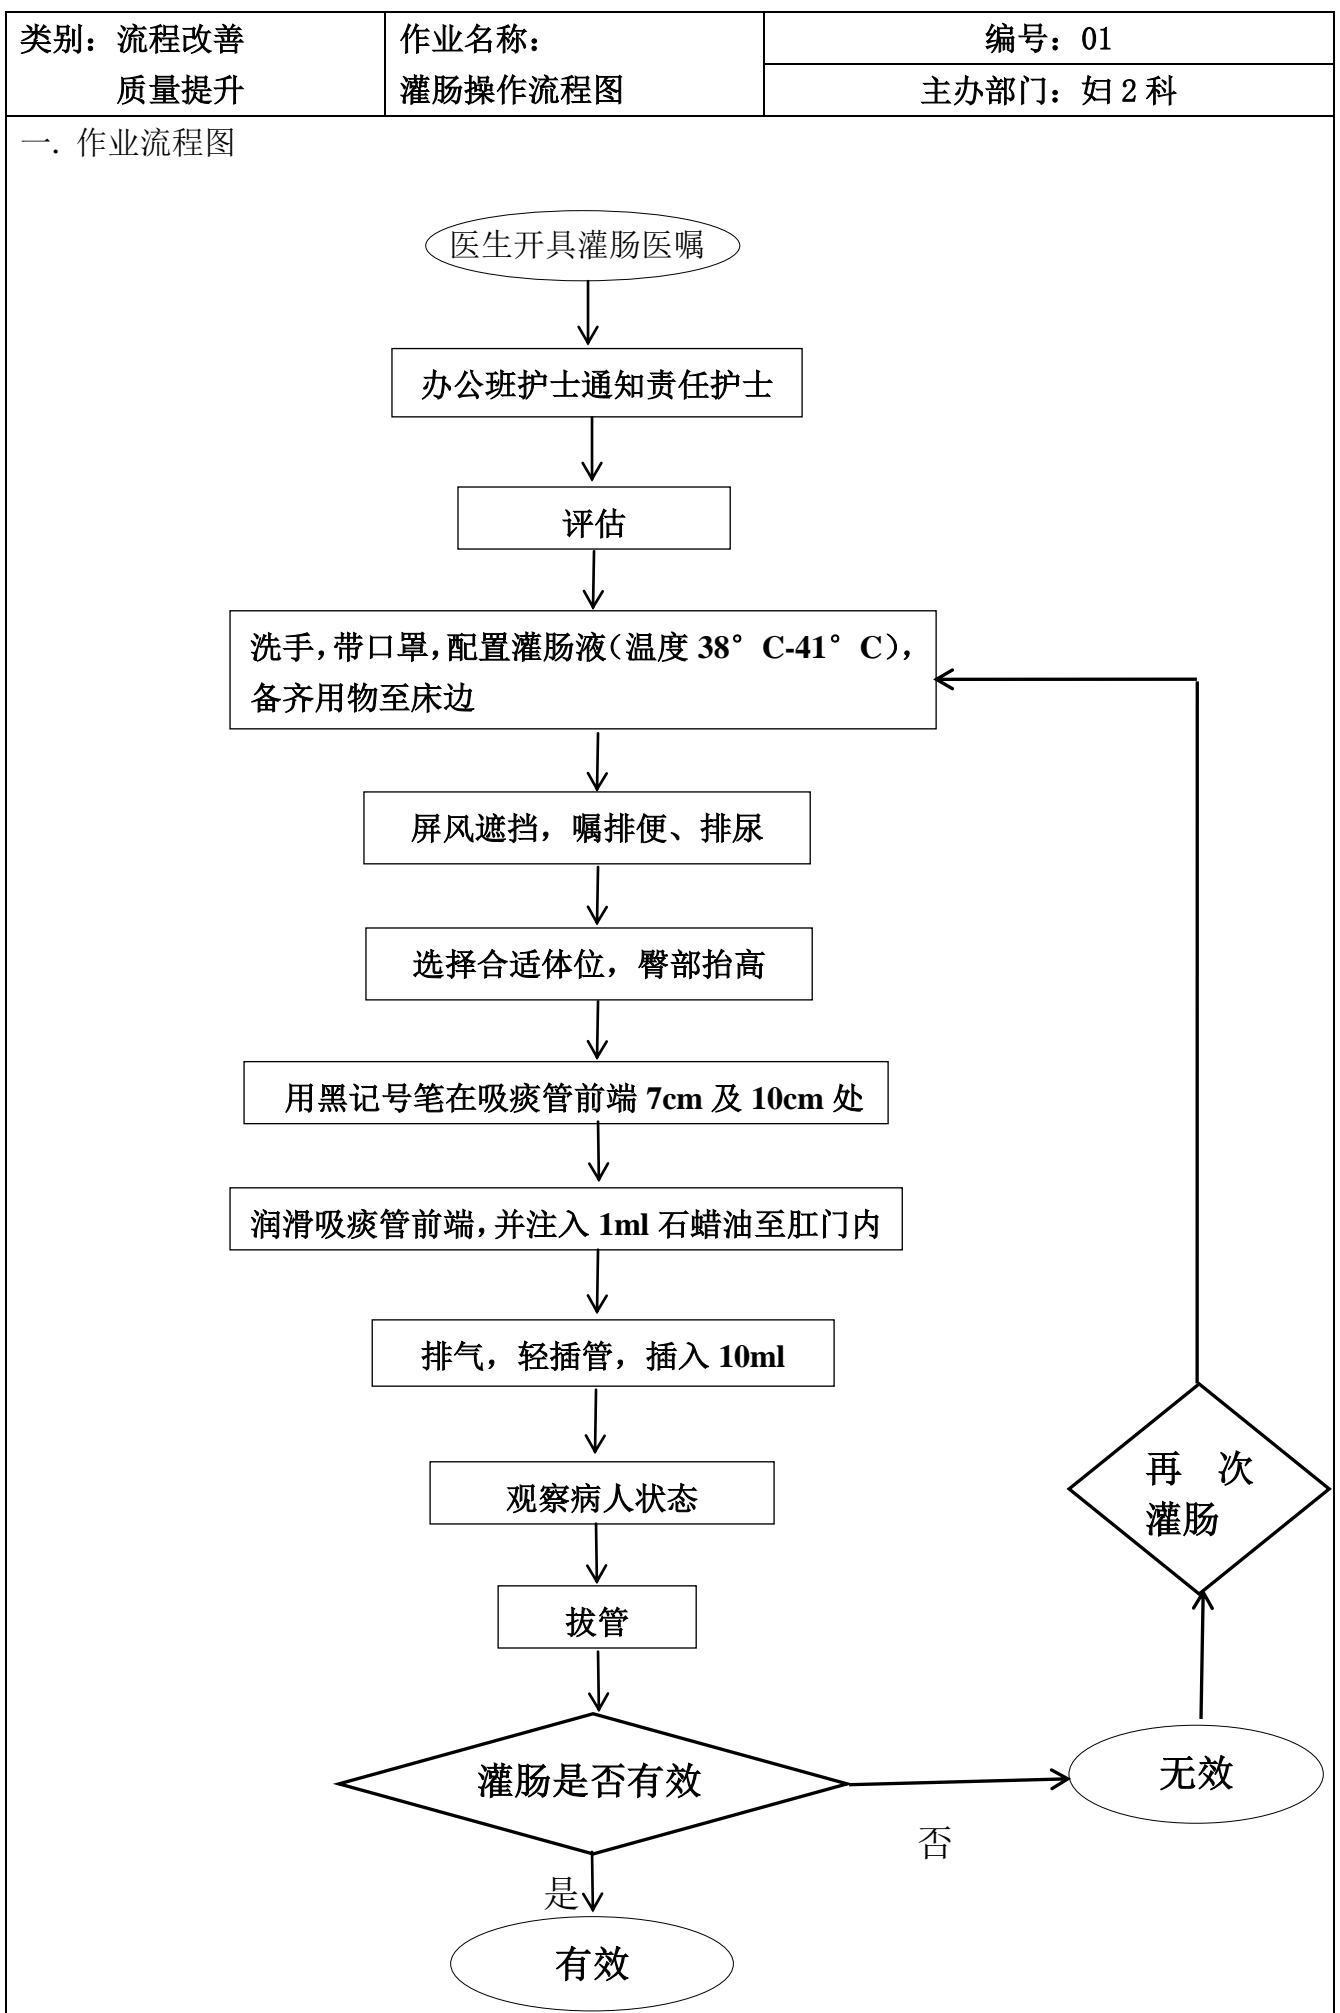 类别：流程改善
质量提升
作业名称：
灌肠操作流程图
编号：01
主办部门：妇 2 科
一. 作业流程图
医生开具灌肠医嘱
办公班护士通知责任护士
评估
洗手，带口罩，配置灌肠液（温度 38°C-41°C），
备齐用物至床边
屏风遮挡，嘱排便、排尿
选择合适体位，臀部抬高
用黑记号笔在吸痰管前端 7cm 及 10cm 处
润滑吸痰管前端，并注入 1ml 石蜡油至肛门内
排气，轻插管，插入 10ml
观察病人状态
拔管
再 次
灌肠
灌肠是否有效
无效
否
是
有效